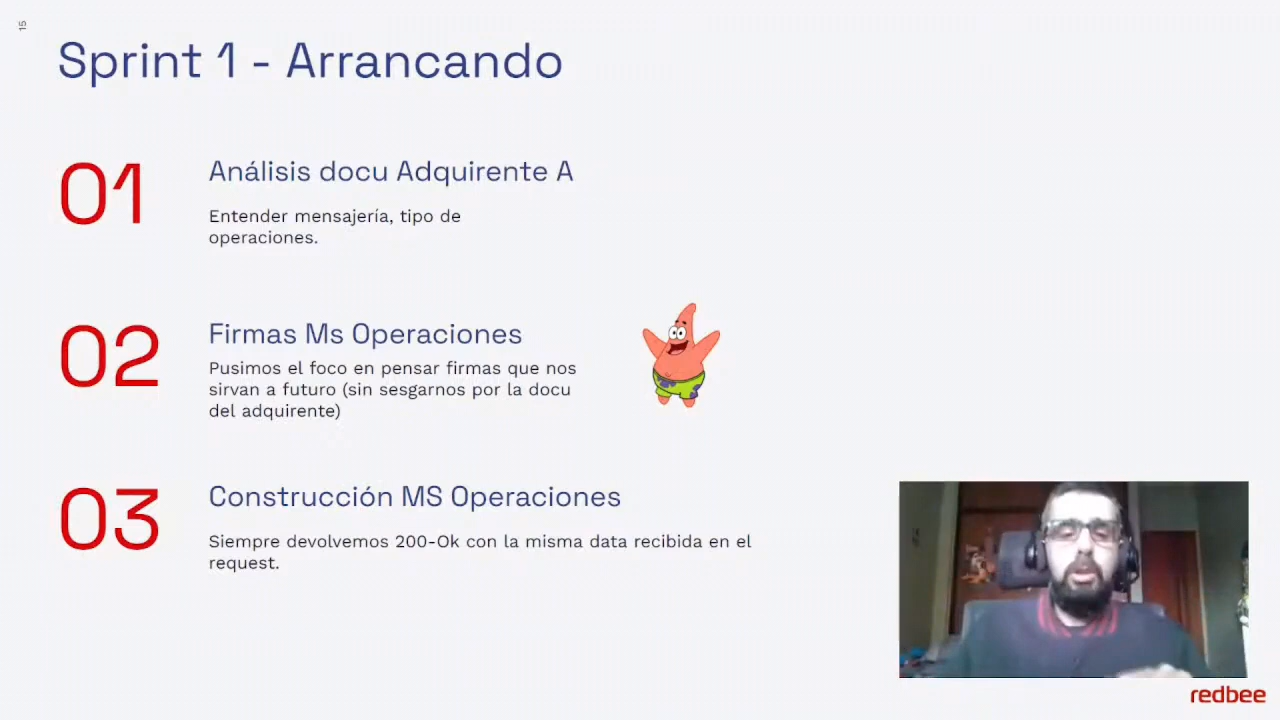 15
Sprint 1 - Arrancando
01
Análisis docu Adquirente A
Entender mensajería, tipo de
operaciones.
02
Firmas Ms Operaciones
Pusimos el foco en pensar firmas que nos
sirvan a futuro (sin sesgarnos por la docu
del adquirente)
03
Construcción MS Operaciones
Siempre devolvemos 200-Ok con la misma data recibida en el
request.
redbee